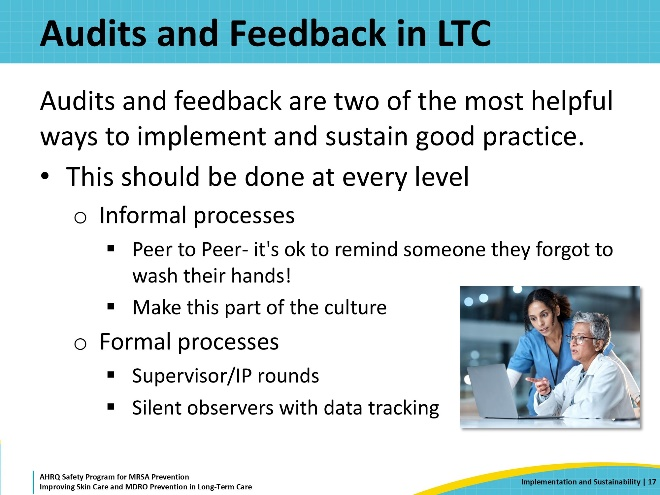 Audits and Feedback in LTC
Audits and feedback are two of the most helpful
ways to implement and sustain good practice.
• This should be done at every level
o Informal processes
▪ Peer to Peer- it's ok to remind someone they forgot to
wash their hands!
▪ Make this part of the culture
o Formal processes
▪ Supervisor/IP rounds
▪ Silent observers with data tracking
AHRQ Safety Program for MRSA Prevention
Improving Skin Care and MDRO Prevention in Long-Term Care
Implementation and Sustainability | 17